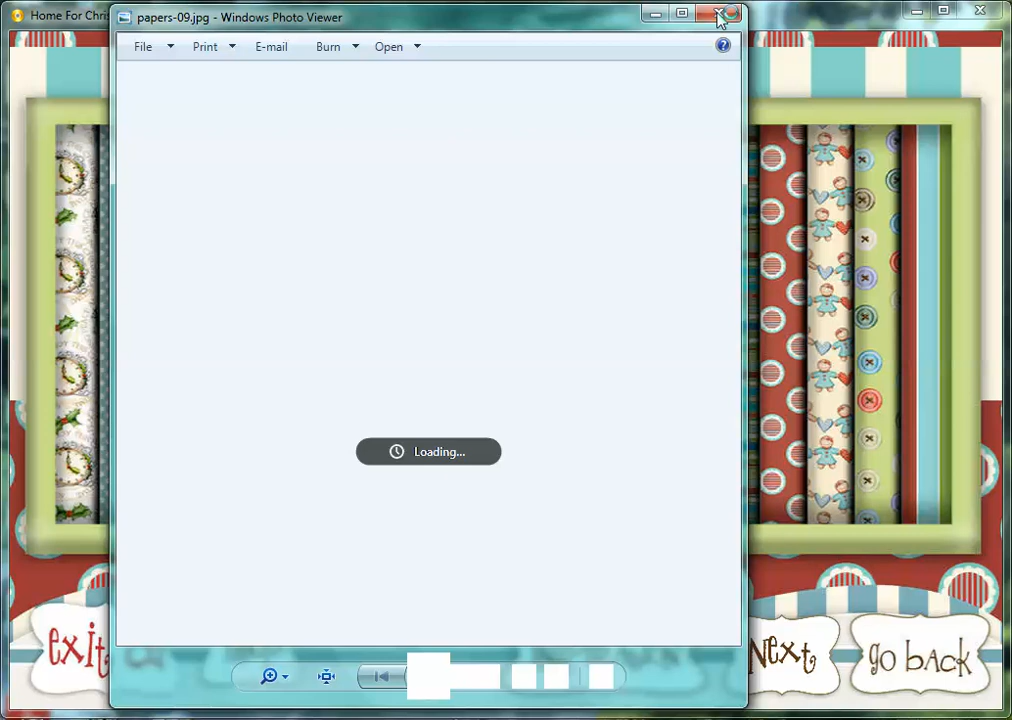 Home For Chris
papers-09.jpg - Windows Photo Viewer
File Print E-mail Burn Open
Loading...
exit
Next
go back